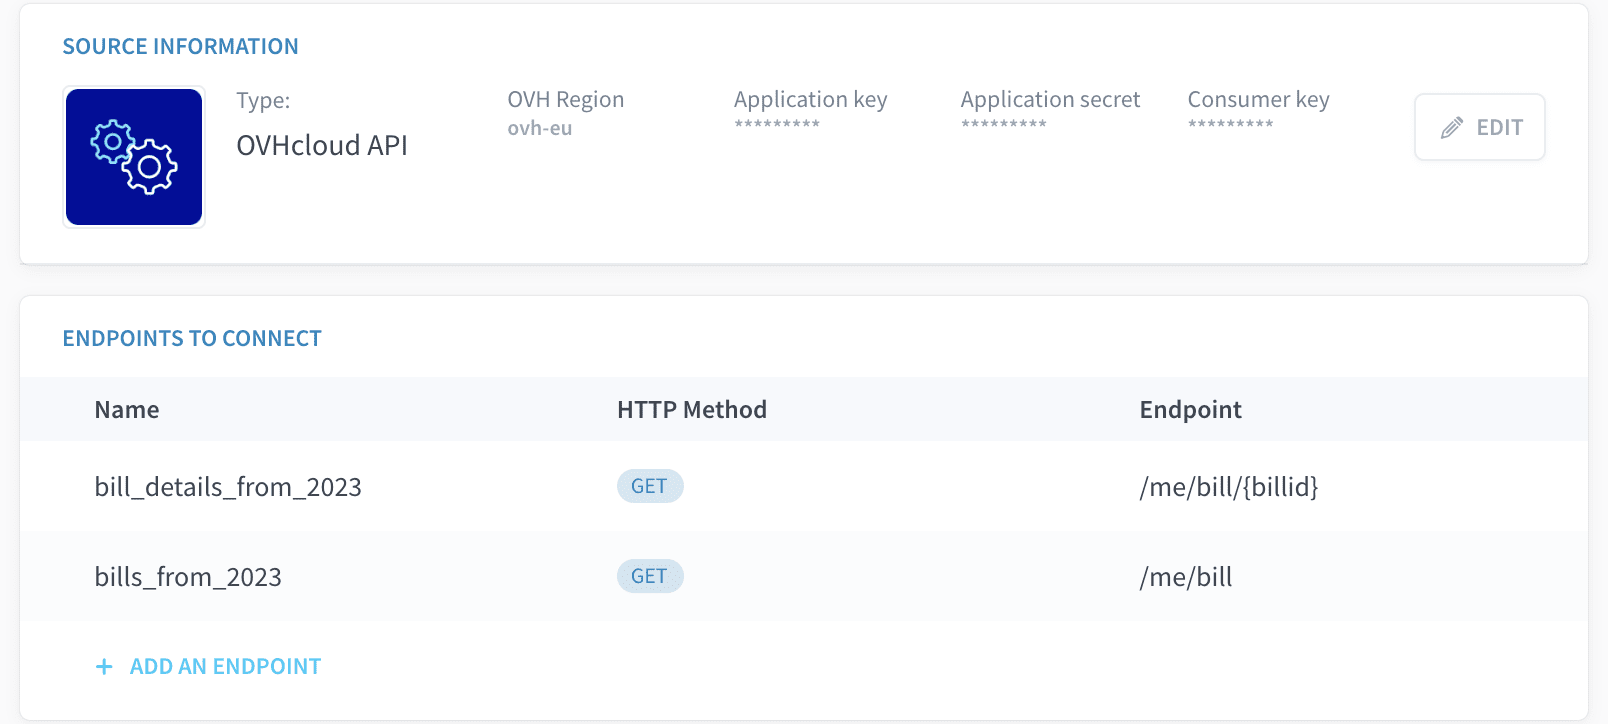 SOURCE INFORMATION
Type:
OVHcloud API
OVH Region
ovh-eu
Application key
*********
Application secret
*********
Consumer key
*********
EDIT
ENDPOINTS TO CONNECT
Name HTTP Method Endpoint
bill_details_from_2023 GET /me/bill/{billid}
bills_from_2023 GET /me/bill
+ ADD AN ENDPOINT